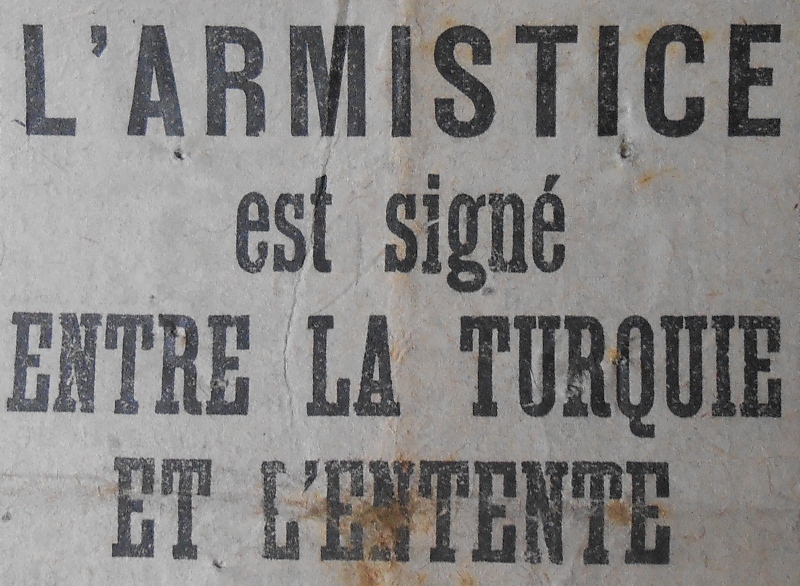 L'ARMISTICE
est signé
ENTRE LA TURQUIE
ET L'ENTENTE